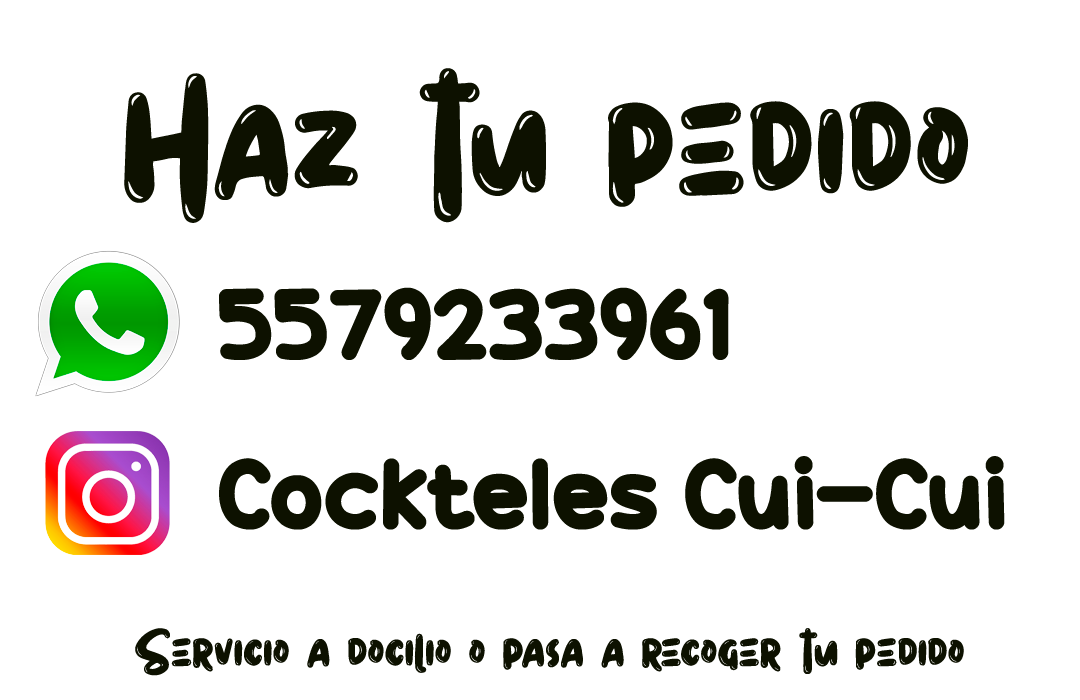 Haz tu pedido
5579233961
Cockteles Cui-Cui
Servicio a docilio o pasa a recoger tu pedido